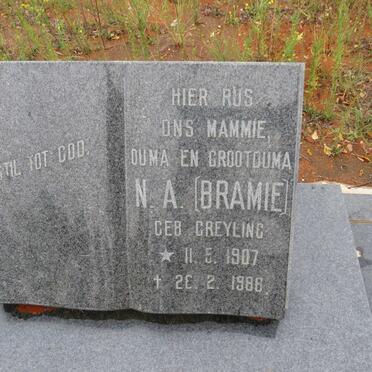 STIL TOT GOD.
HIER RUS
ONS MAMMIE,
OUMA EN GROOTOUMA
N. A. (BRAMIE)
GEB GREYLING
★ 11. 5. 1907
✝ 26. 2. 1988